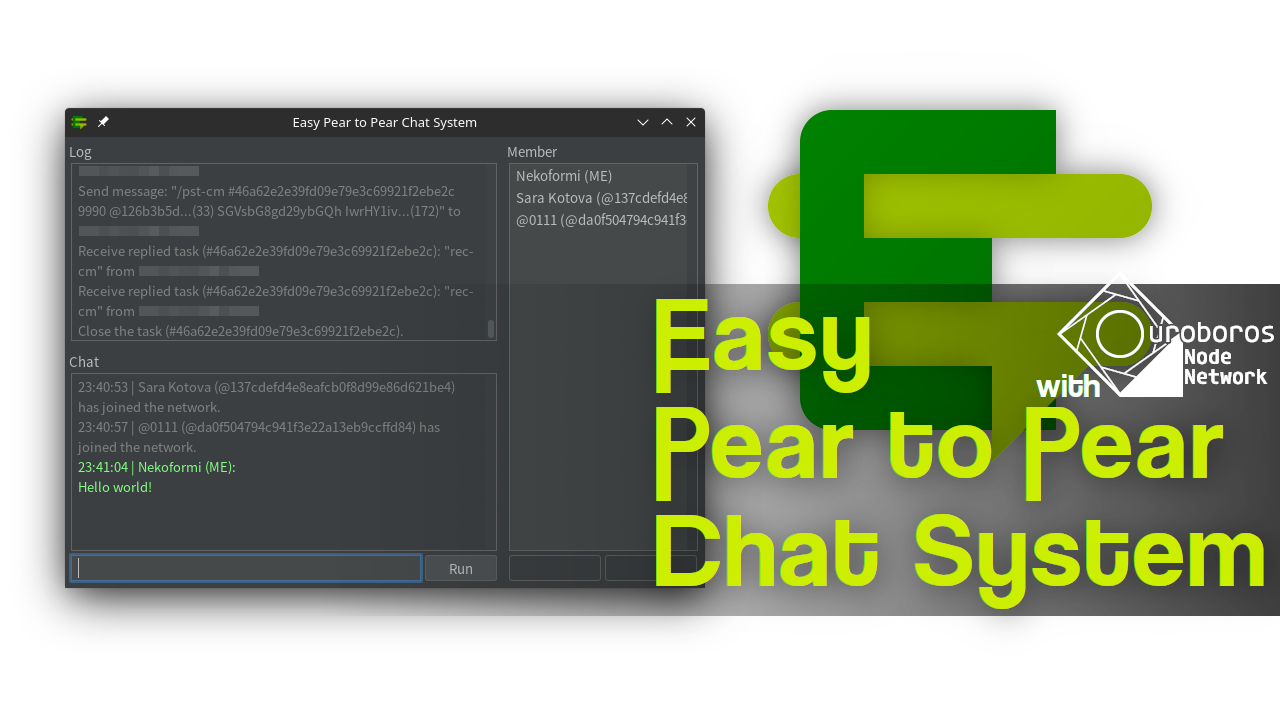 Easy Pear to Pear Chat System
Log
Send message: "/pst-cm #46a62e2e39fd09e79e3c69921f2ebe2c
9990 @126b3b5d...(33) SGVsbG8gd29ybGQh IwrHY1iv...(172)" to
Receive replied task (#46a62e2e39fd09e79e3c69921f2ebe2c): "rec-
cm" from
Receive replied task (#46a62e2e39fd09e79e3c69921f2ebe2c): "rec-
cm" from
Close the task (#46a62e2e39fd09e79e3c69921f2ebe2c).
Member
Nekoformi (ME)
Sara Kotova (@137cdefd4e8
@0111 (@da0f504794c941f3
Chat
23:40:53 | Sara Kotova (@137cdefd4e8eafcb0f8d99e86d621be4)
has joined the network.
23:40:57 | @0111 (@da0f504794c941f3e22a13eb9ccffd84) has
joined the network.
23:41:04 | Nekoformi (ME):
Hello world!
Run
Easy
Pear to Pear
Chat System
with
Ouroboros
Node
Network